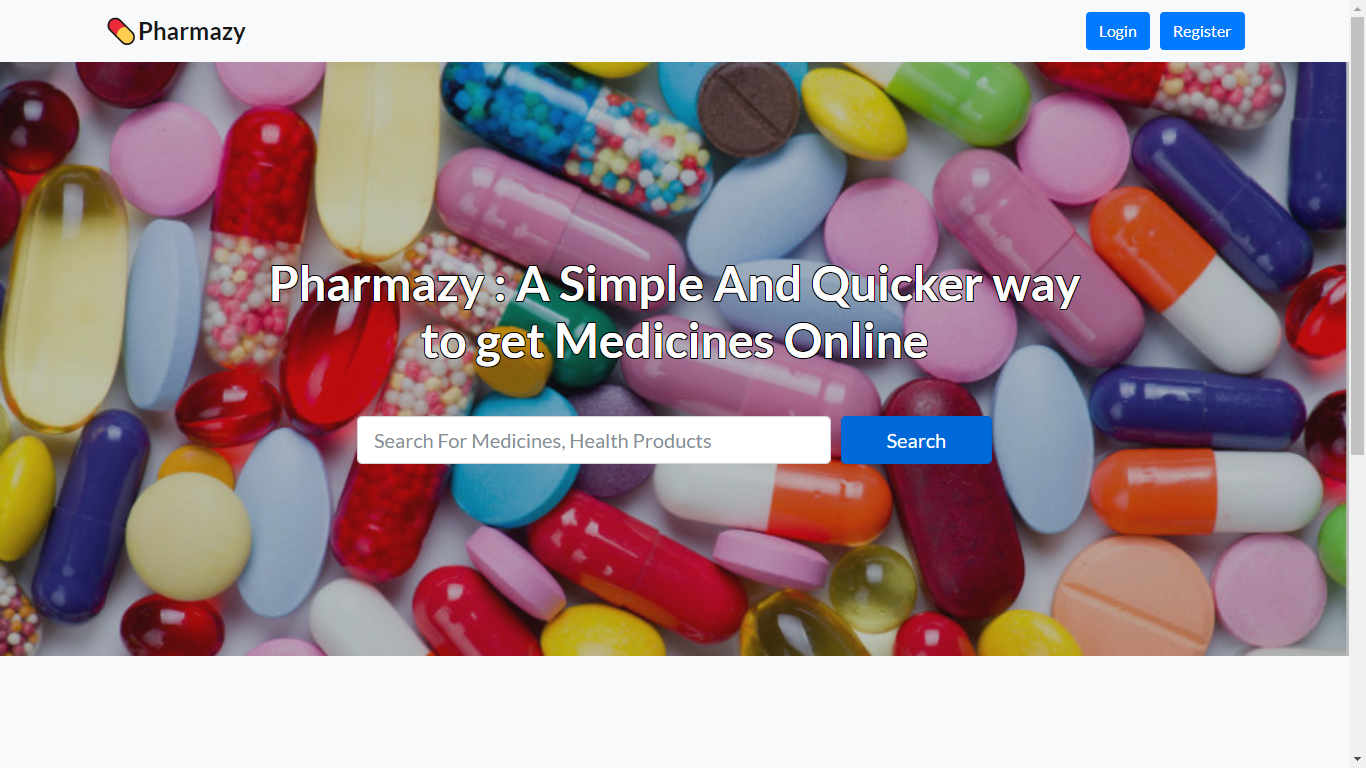 Pharmazy
Login
Register
Pharmazy : A Simple And Quicker way
to get Medicines Online
Search For Medicines, Health Products
Search